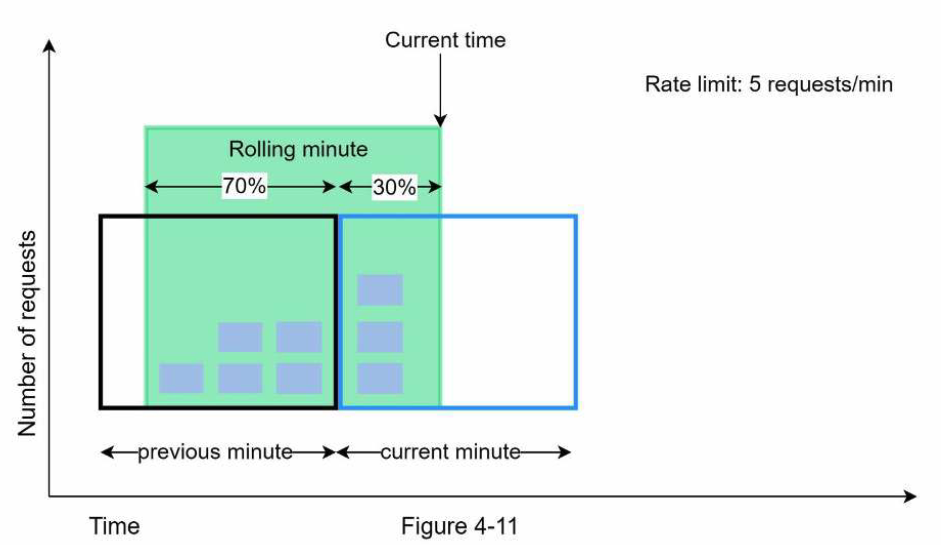 Current time
Rate limit: 5 requests/min
Rolling minute
70%
30%
Number of requests
previous minute
current minute
Time
Figure 4-11